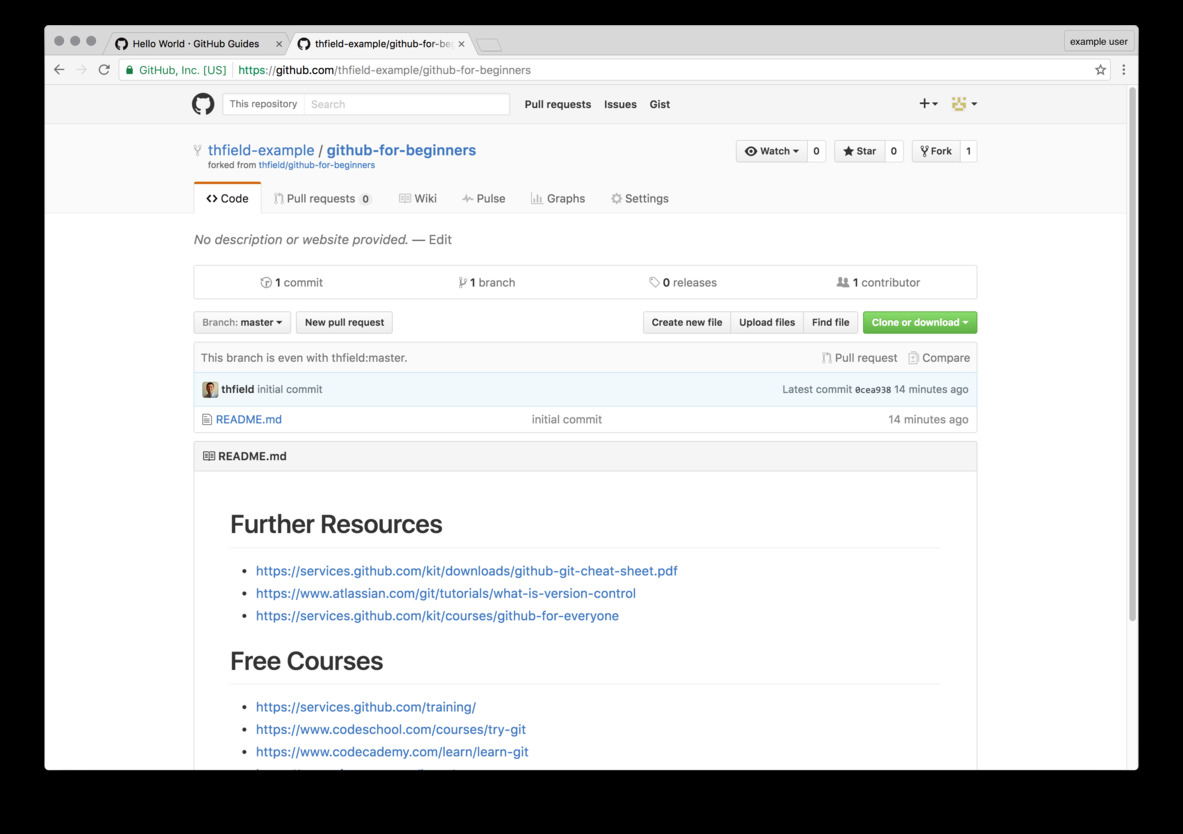 Hello World · GitHub Guides
thfield-example/github-for-be
example user
GitHub, Inc. [US] https://github.com/thfield-example/github-for-beginners
This repository Search Pull requests Issues Gist
thfield-example / github-for-beginners
Watch 0 Star 0 Fork 1
forked from thfield/github-for-beginners
Code Pull requests 0 Wiki Pulse Graphs Settings
No description or website provided. — Edit
1 commit 1 branch 0 releases 1 contributor
Branch: master New pull request Create new file Upload files Find file Clone or download
This branch is even with thfield:master. Pull request Compare
thfield initial commit Latest commit 0cea938 14 minutes ago
README.md initial commit 14 minutes ago
README.md
Further Resources
• https://services.github.com/kit/downloads/github-git-cheat-sheet.pdf
• https://www.atlassian.com/git/tutorials/what-is-version-control
• https://services.github.com/kit/courses/github-for-everyone
Free Courses
• https://services.github.com/training/
• https://www.codeschool.com/courses/try-git
• https://www.codecademy.com/learn/learn-git